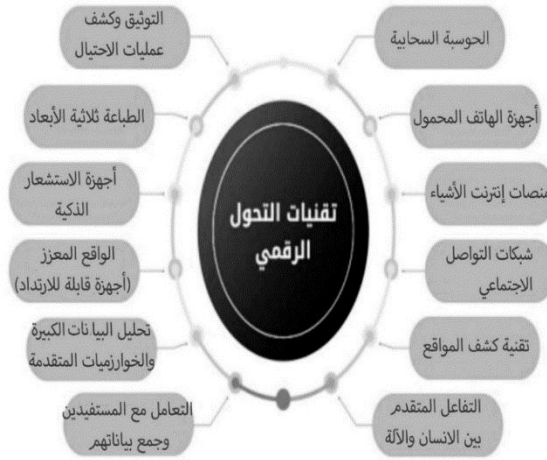 تقنيات التحول
الرقمي
الحوسبة السحابية
أجهزة الهاتف المحمول
منصات إنترنت الأشياء
شبكات التواصل
الاجتماعي
تقنية كشف المواقع
التفاعل المتقدم
بين الانسان والآلة
التوثيق وكشف
عمليات الاحتيال
الطباعة ثلاثية الأبعاد
أجهزة الاستشعار
الذكية
الواقع المعزز
(أجهزة قابلة للارتداد)
تحليل البيا نات الكبيرة
والخوارزميات المتقدمة
التعامل مع المستفيدين
وجمع بياناتهم